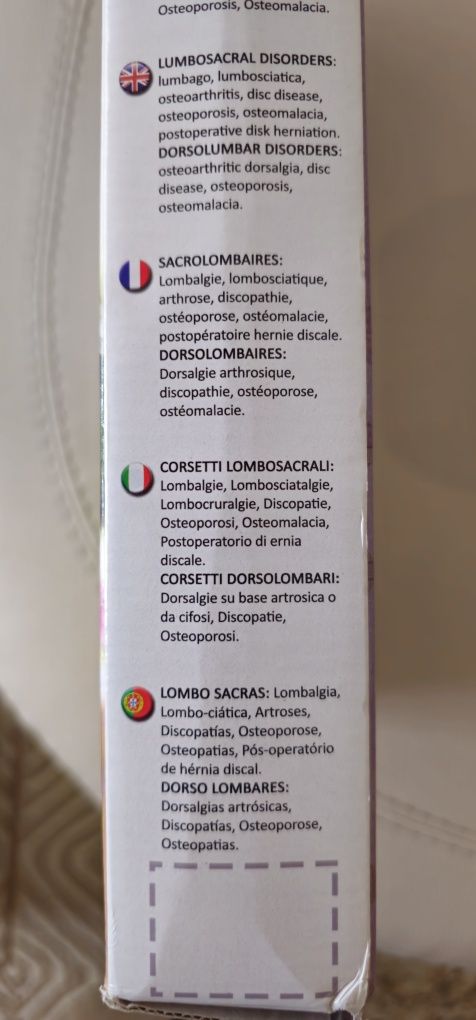 Osteoporosis, Osteomalacia.
LUMBOSACRAL DISORDERS:
lumbago, lumbosciatica,
osteoarthritis, disc disease,
osteoporosis, osteomalacia,
postoperative disk herniation.
DORSOLUMBAR DISORDERS:
osteoarthritic dorsalgia, disc
disease, osteoporosis,
osteomalacia.
SACROLOMBAIRES:
Lombalgie, lombosciatique,
arthrose, discopathie,
ostéoporose, ostéomalacie,
postopératoire hernie discale.
DORSOLOMBAIRES:
Dorsalgie arthrosique,
discopathie, ostéoporose,
ostéomalacie.
CORSETTI LOMBOSACRALI:
Lombalgie, Lombosciatalgie,
Lombocruralgie, Discopatie,
Osteoporosi, Osteomalacia,
Postoperatorio di ernia
discale.
CORSETTI DORSOLOMBARI:
Dorsalgie su base artrosica o
da cifosi, Discopatie,
Osteoporosi.
LOMBO SACRAS: Lombalgia,
Lombo-ciática, Artroses,
Discopatías, Osteoporose,
Osteopatias, Pós-operatório
de hérnia discal.
DORSO LOMBARES:
Dorsalgias artrósicas,
Discopatías, Osteoporose,
Osteopatias.